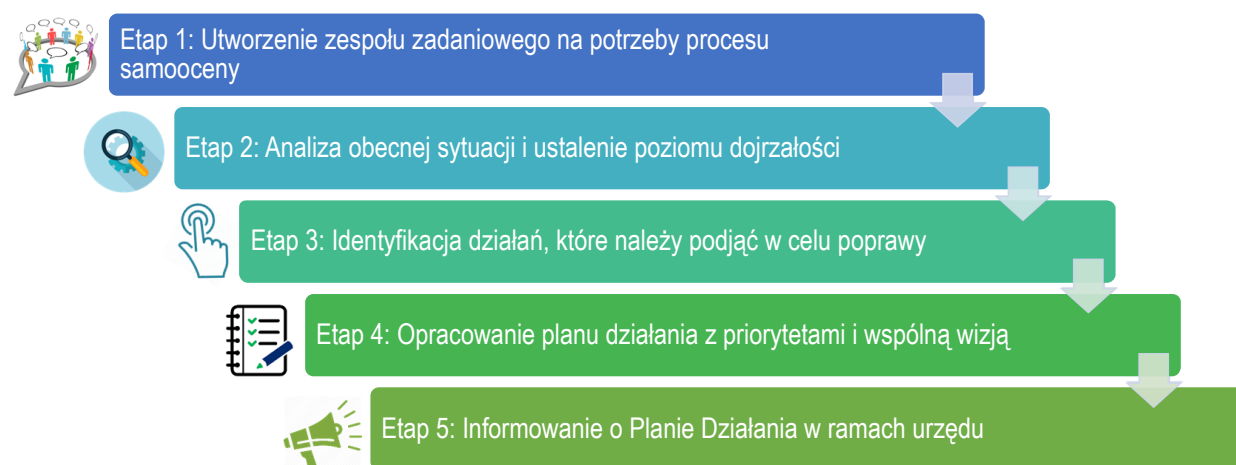 Etap 1: Utworzenie zespołu zadaniowego na potrzeby procesu
samooceny
Etap 2: Analiza obecnej sytuacji i ustalenie poziomu dojrzałości
Etap 3: Identyfikacja działań, które należy podjąć w celu poprawy
Etap 4: Opracowanie planu działania z priorytetami i wspólną wizją
Etap 5: Informowanie o Planie Działania w ramach urzędu